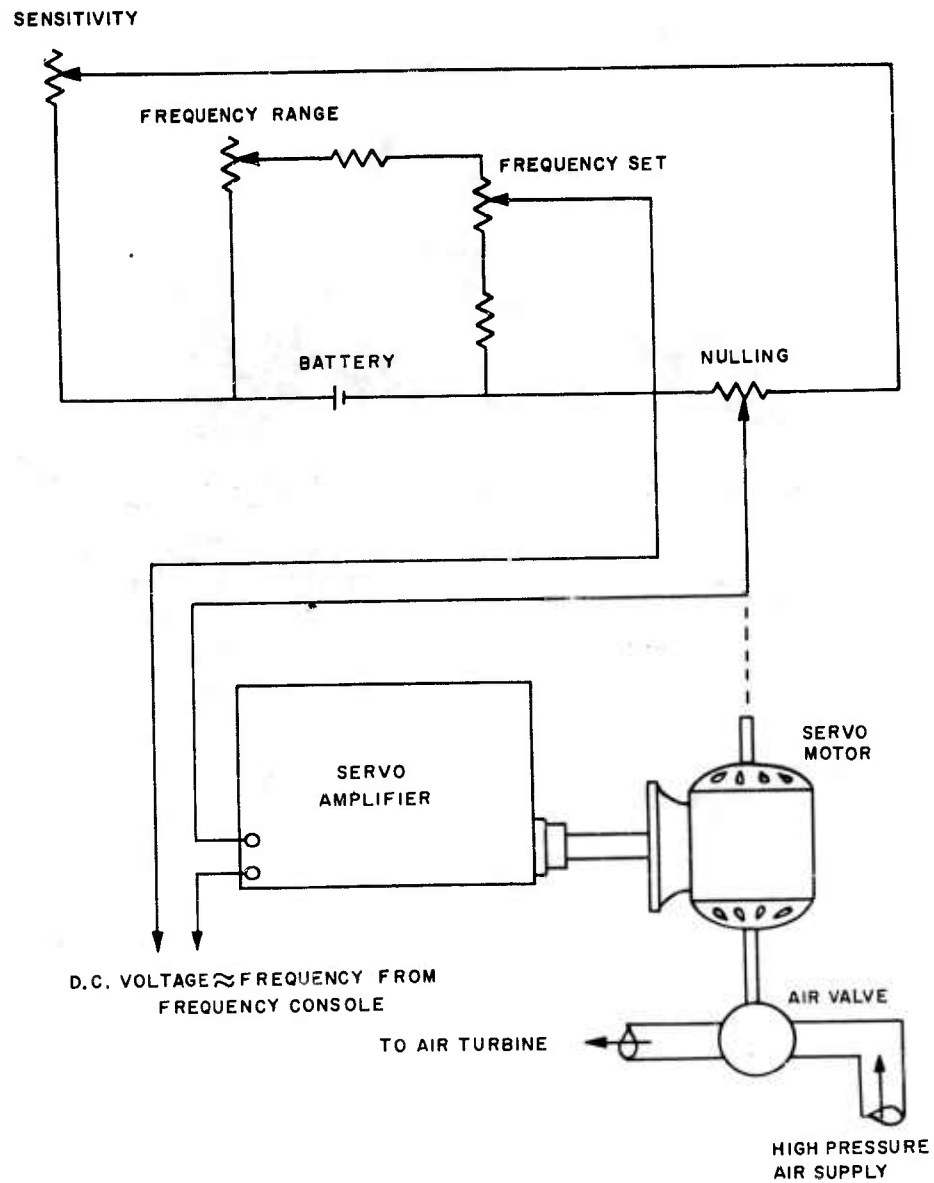 SENSITIVITY
FREQUENCY RANGE
FREQUENCY SET
BATTERY
NULLING
SERVO
MOTOR
SERVO
AMPLIFIER
D.C. VOLTAGE≈FREQUENCY FROM
FREQUENCY CONSOLE
AIR VALVE
TO AIR TURBINE
HIGH PRESSURE
AIR SUPPLY